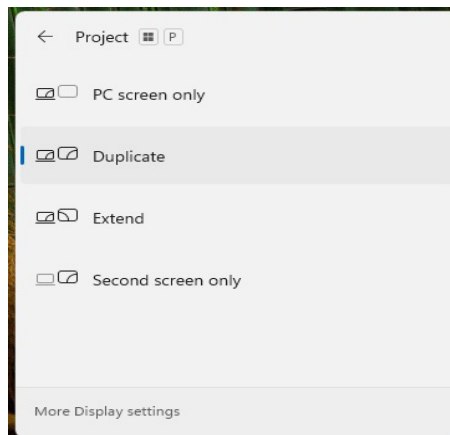 Project P
PC screen only
Duplicate
Extend
Second screen only
More Display settings